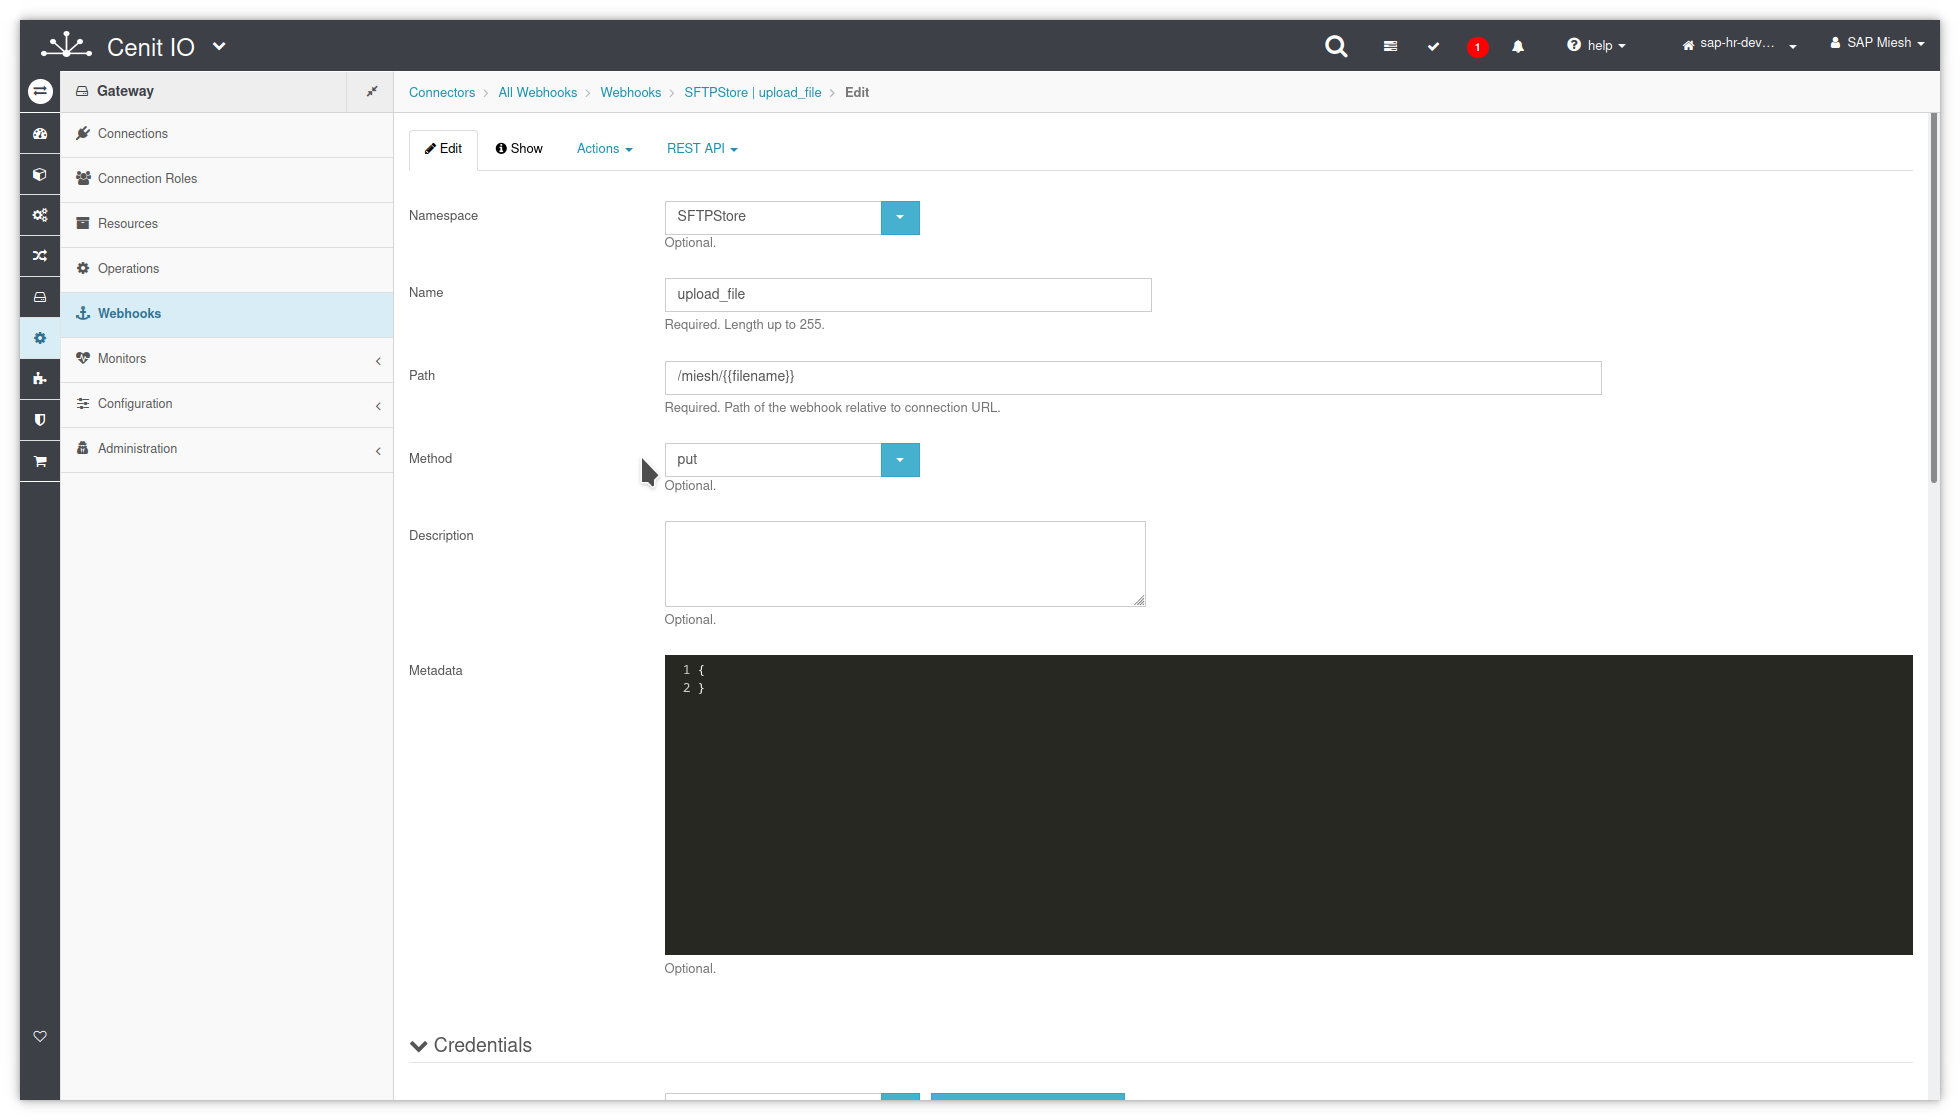 Cenit IO
1
help
sap-hr-dev...
SAP Miesh
Gateway
Connectors > All Webhooks > Webhooks > SFTPStore | upload_file > Edit
Connections
Connection Roles
Resources
Operations
Webhooks
Monitors
Configuration
Administration
Edit
Show
Actions
REST API
Namespace
SFTPStore
Optional.
Name
upload_file
Required. Length up to 255.
Path
/miesh/{{filename}}
Required. Path of the webhook relative to connection URL.
Method
put
Optional.
Description
Optional.
Metadata
1 {
2 }
Optional.
Credentials